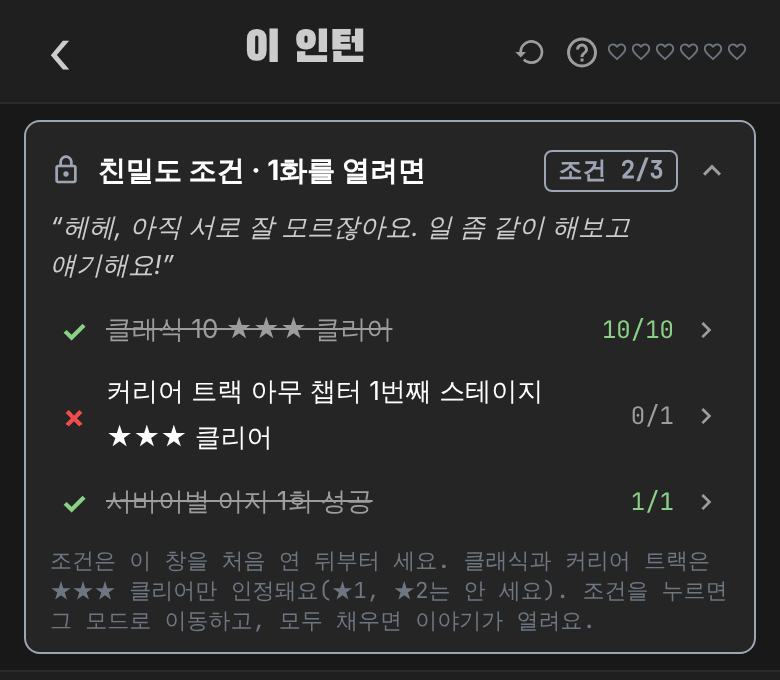 이 인턴
친밀도 조건 · 1화를 열려면
조건 2/3
“헤헤, 아직 서로 잘 모르잖아요. 일 좀 같이 해보고
얘기해요!”
클래식 10 ★★★ 클리어
10/10
커리어 트랙 아무 챕터 1번째 스테이지
★★★ 클리어
0/1
서바이벌 이지 1회 성공
1/1
조건은 이 창을 처음 연 뒤부터 세요. 클래식과 커리어 트랙은
★★★ 클리어만 인정돼요(★1, ★2는 안 세요). 조건을 누르면
그 모드로 이동하고, 모두 채우면 이야기가 열려요.